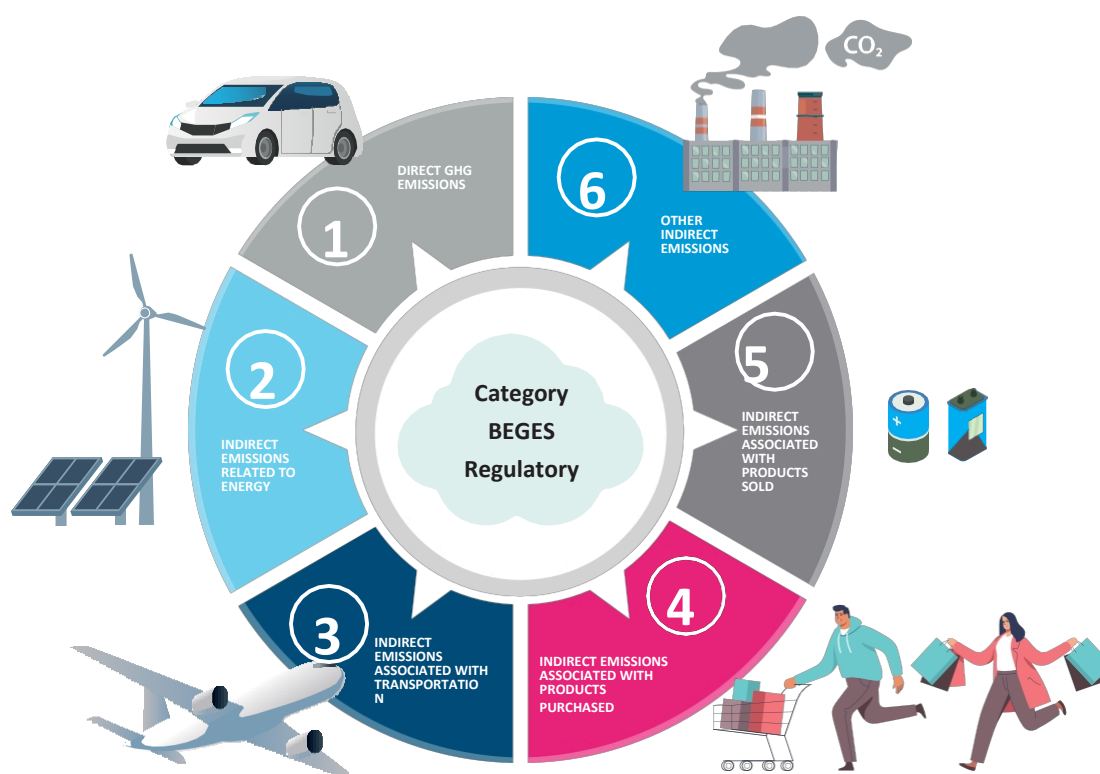 Category
BEGES
Regulatory
1
DIRECT GHG
EMISSIONS
2
INDIRECT
EMISSIONS
RELATED TO
ENERGY
3
INDIRECT
EMISSIONS
ASSOCIATED WITH
TRANSPORTATIO
N
4
INDIRECT EMISSIONS
ASSOCIATED WITH
PRODUCTS
PURCHASED
5
INDIRECT
EMISSIONS
ASSOCIATED
WITH
PRODUCTS
SOLD
6
OTHER
INDIRECT
EMISSIONS
CO₂
+